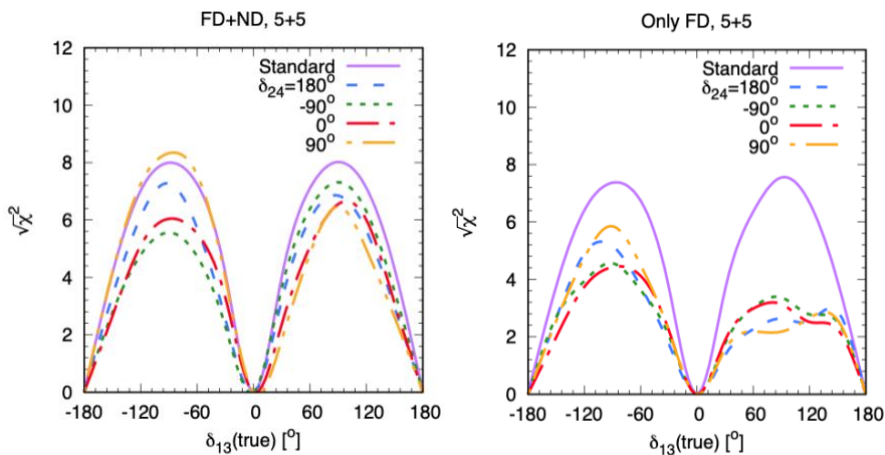 FD+ND, 5+5
√χ²
12
10
8
6
4
2
0
Standard
δ₂₄=180°
-90°
0°
90°
-180 -120 -60 0 60 120 180
δ₁₃(true) [°]
Only FD, 5+5
√χ²
12
10
8
6
4
2
0
Standard
δ₂₄=180°
-90°
0°
90°
-180 -120 -60 0 60 120 180
δ₁₃(true) [°]